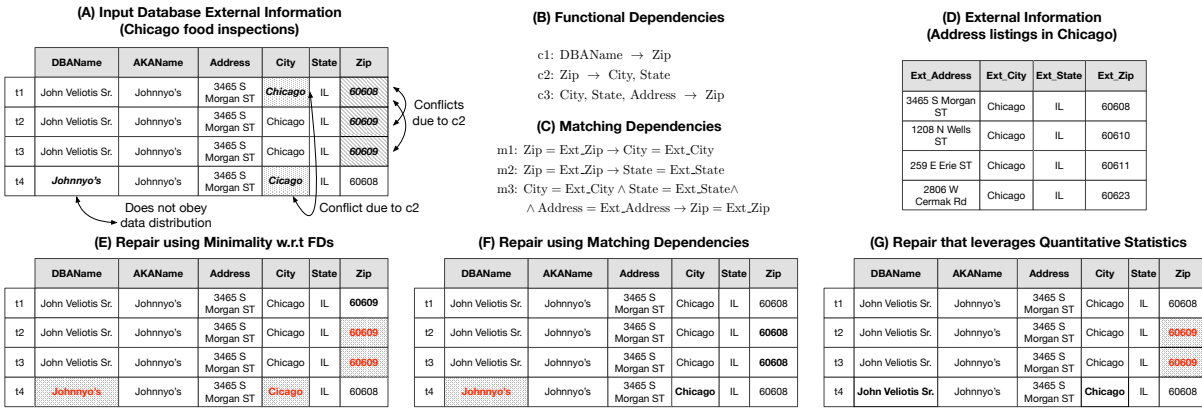 (A) Input Database External Information
(Chicago food inspections)
DBAName AKAName Address City State Zip
t1 John Veliotis Sr. Johnnyo's 3465 S Morgan ST Chicago IL 60608
t2 John Veliotis Sr. Johnnyo's 3465 S Morgan ST Chicago IL 60609
t3 John Veliotis Sr. Johnnyo's 3465 S Morgan ST Chicago IL 60609
t4 Johnnyo's Johnnyo's 3465 S Morgan ST Cicago IL 60608
Conflicts
due to c2
Does not obey
data distribution
Conflict due to c2
(B) Functional Dependencies
c1: DBAName → Zip
c2: Zip → City, State
c3: City, State, Address → Zip
(C) Matching Dependencies
m1: Zip = Ext_Zip → City = Ext_City
m2: Zip = Ext_Zip → State = Ext_State
m3: City = Ext_City ∧ State = Ext_State∧
∧ Address = Ext_Address → Zip = Ext_Zip
(D) External Information
(Address listings in Chicago)
Ext_Address Ext_City Ext_State Ext_Zip
3465 S Morgan ST Chicago IL 60608
1208 N Wells ST Chicago IL 60610
259 E Erie ST Chicago IL 60611
2806 W Cermak Rd Chicago IL 60623
(E) Repair using Minimality w.r.t FDs
DBAName AKAName Address City State Zip
t1 John Veliotis Sr. Johnnyo's 3465 S Morgan ST Chicago IL 60609
t2 John Veliotis Sr. Johnnyo's 3465 S Morgan ST Chicago IL 60609
t3 John Veliotis Sr. Johnnyo's 3465 S Morgan ST Chicago IL 60609
t4 Johnnyo's Johnnyo's 3465 S Morgan ST Cicago IL 60608
(F) Repair using Matching Dependencies
DBAName AKAName Address City State Zip
t1 John Veliotis Sr. Johnnyo's 3465 S Morgan ST Chicago IL 60608
t2 John Veliotis Sr. Johnnyo's 3465 S Morgan ST Chicago IL 60608
t3 John Veliotis Sr. Johnnyo's 3465 S Morgan ST Chicago IL 60608
t4 Johnnyo's Johnnyo's 3465 S Morgan ST Chicago IL 60608
(G) Repair that leverages Quantitative Statistics
DBAName AKAName Address City State Zip
t1 John Veliotis Sr. Johnnyo's 3465 S Morgan ST Chicago IL 60608
t2 John Veliotis Sr. Johnnyo's 3465 S Morgan ST Chicago IL 60609
t3 John Veliotis Sr. Johnnyo's 3465 S Morgan ST Chicago IL 60609
t4 John Veliotis Sr. Johnnyo's 3465 S Morgan ST Chicago IL 60608